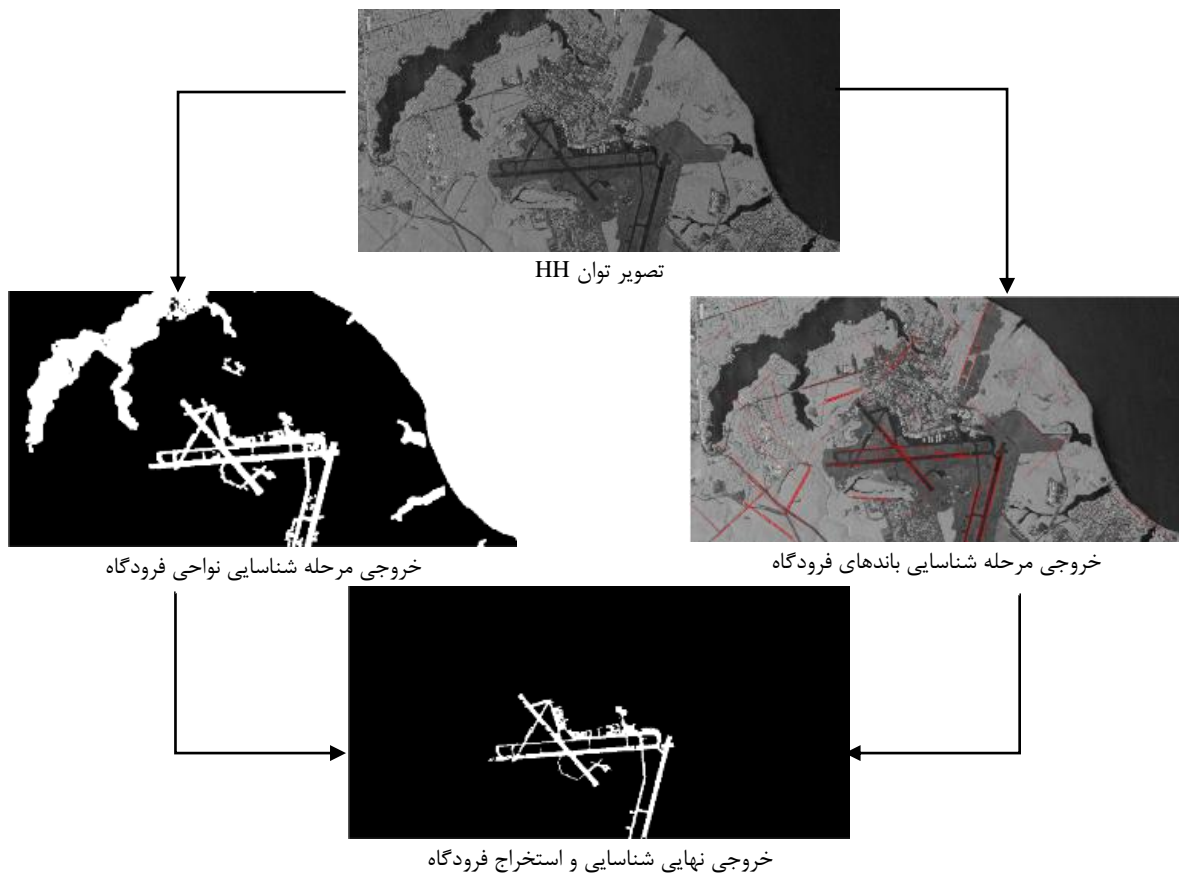 تصویر توان HH
خروجی مرحله شناسایی باندهای فرودگاه
خروجی مرحله شناسایی نواحی فرودگاه
خروجی نهایی شناسایی و استخراج فرودگاه